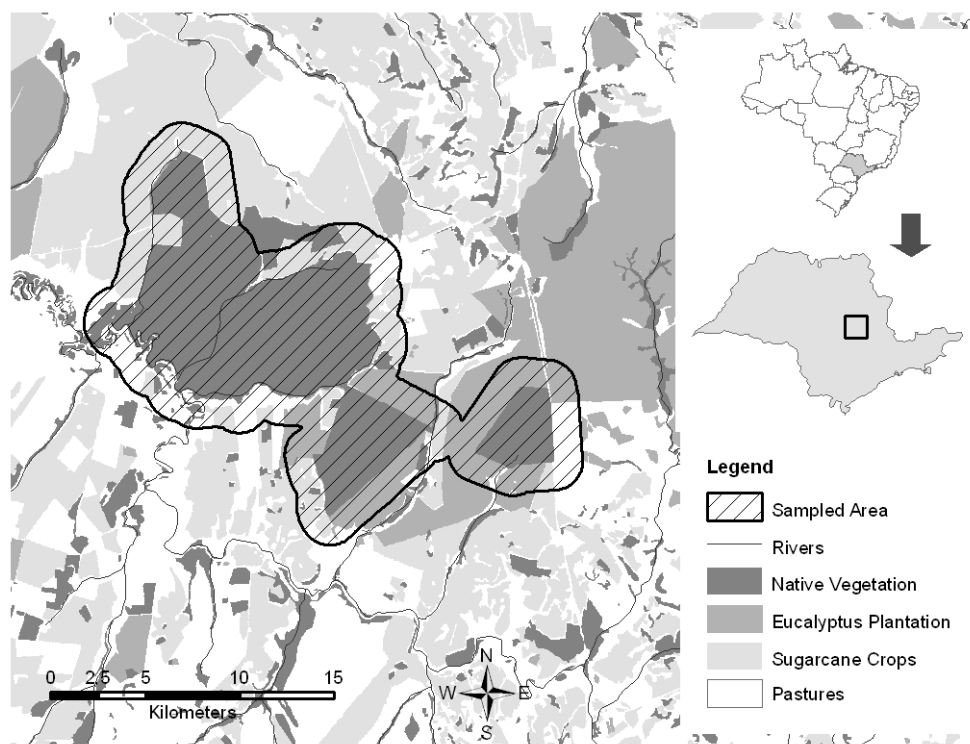 Legend
Sampled Area
Rivers
Native Vegetation
Eucalyptus Plantation
Sugarcane Crops
Pastures
0 2,5 5 10 15
Kilometers
N
W E
S